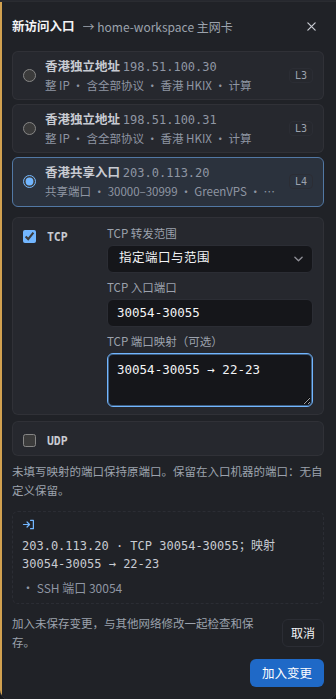 新访问入口 → home-workspace 主网卡 ×
香港独立地址 198.51.100.30
整 IP • 含全部协议 • 香港 HKIX • 计算
L3
香港独立地址 198.51.100.31
整 IP • 含全部协议 • 香港 HKIX • 计算
L3
香港共享入口 203.0.113.20
共享端口 • 30000–30999 • GreenVPS • ···
L4
TCP
TCP 转发范围
指定端口与范围
TCP 入口端口
30054-30055
TCP 端口映射（可选）
30054-30055 → 22-23
UDP
未填写映射的端口保持原端口。保留在入口机器的端口：无自
定义保留。
203.0.113.20 · TCP 30054-30055；映射
30054-30055 → 22-23
• SSH 端口 30054
加入未保存变更，与其他网络修改一起检查和保
存。
取消
加入变更